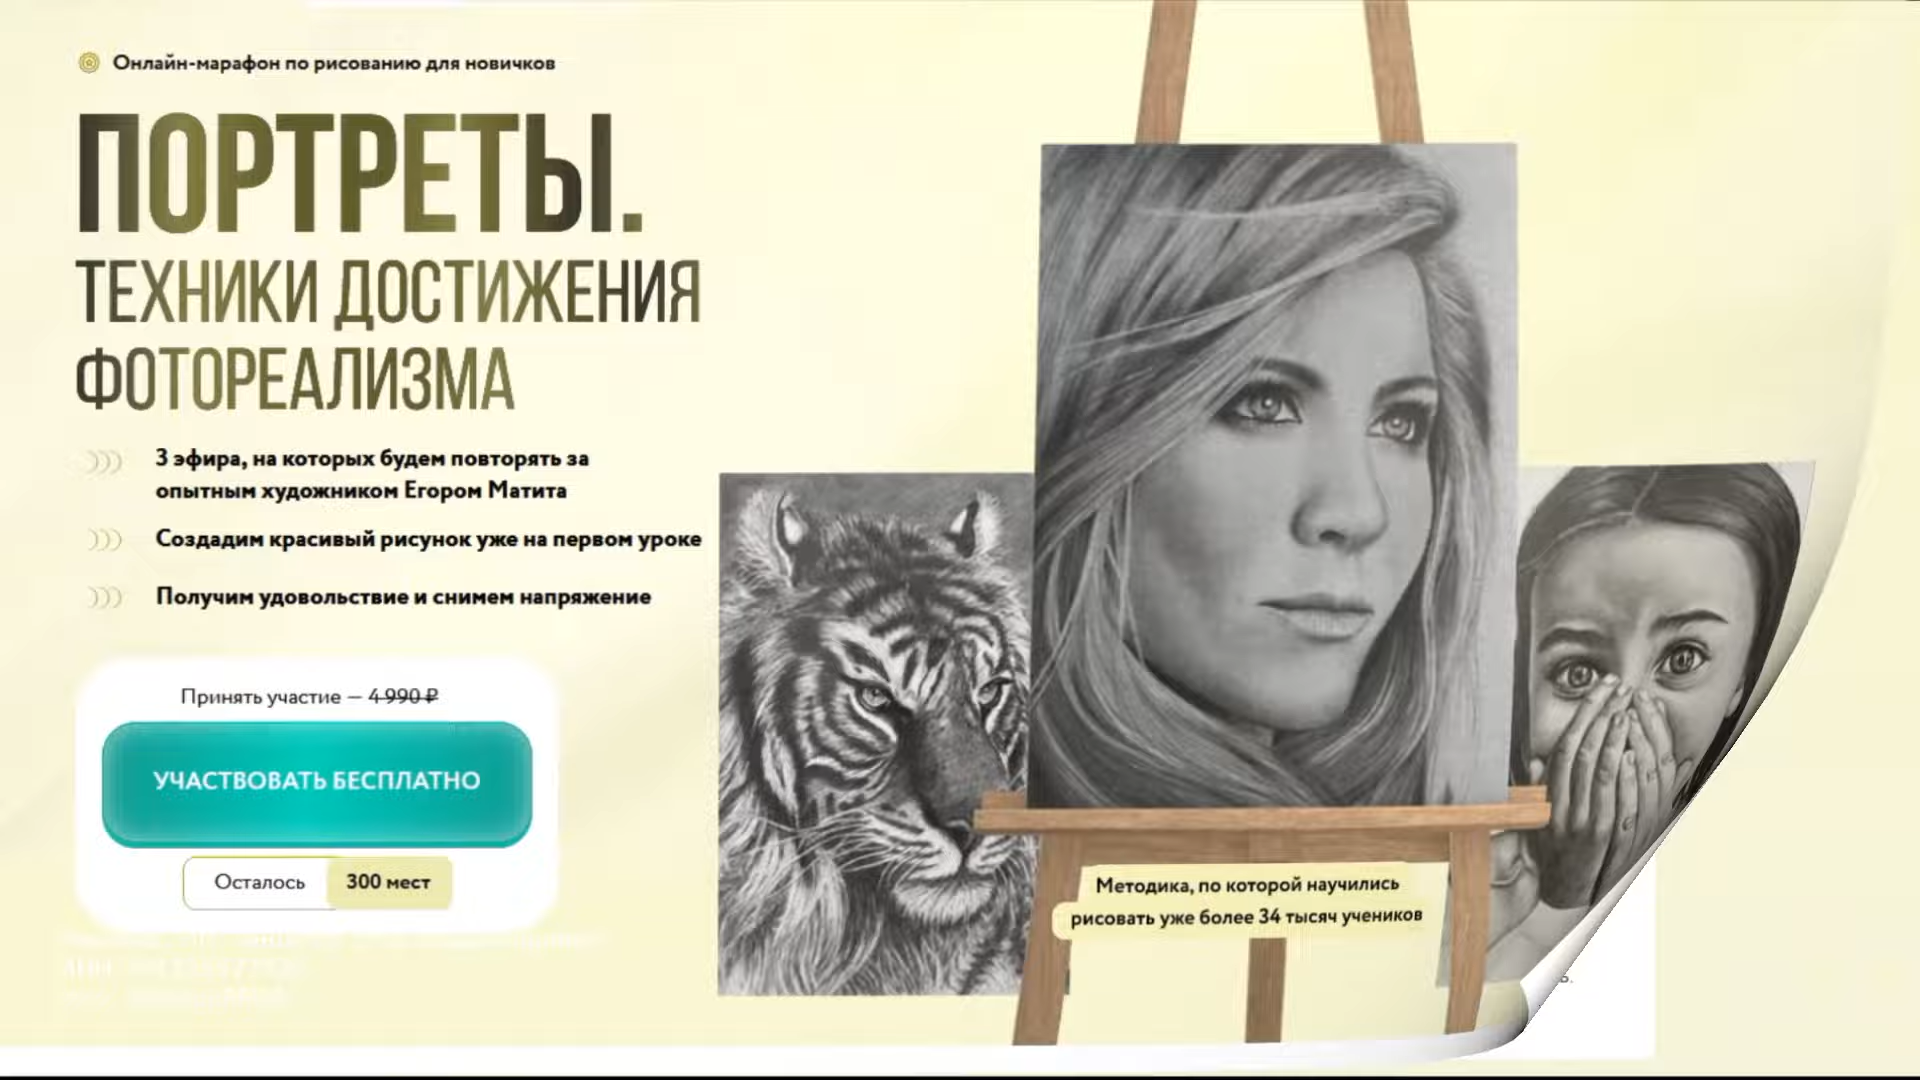 Онлайн-марафон по рисованию для новичков
ПОРТРЕТЫ.
ТЕХНИКИ ДОСТИЖЕНИЯ
ФОТОРЕАЛИЗМА
3 эфира, на которых будем повторять за
опытным художником Егором Матита
Создадим красивый рисунок уже на первом уроке
Получим удовольствие и снимем напряжение
Принять участие — 4 990 ₽
УЧАСТВОВАТЬ БЕСПЛАТНО
Осталось 300 мест
Методика, по которой научились
рисовать уже более 34 тысяч учеников